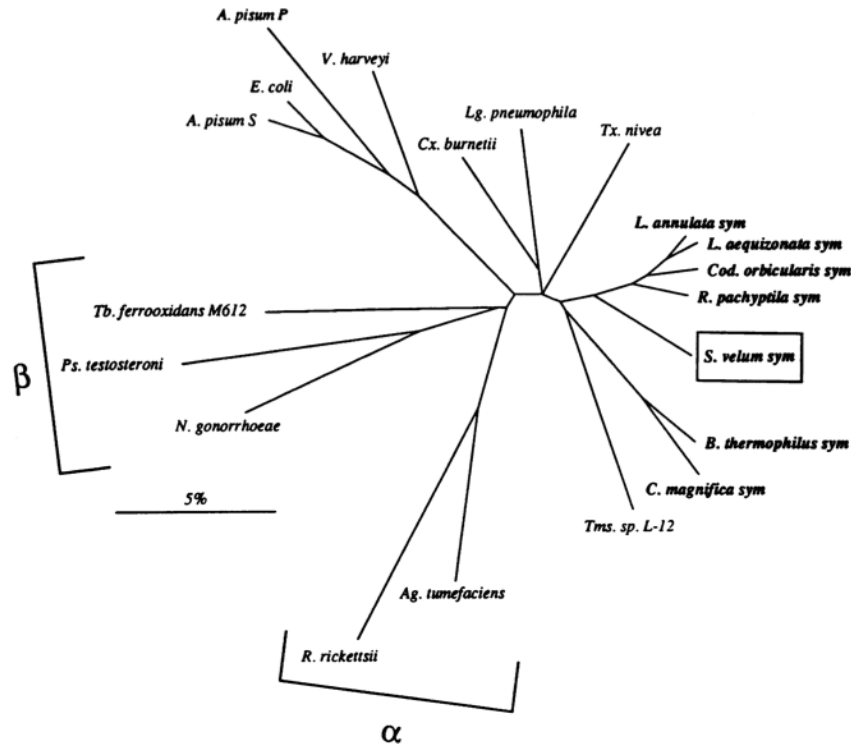 A. pisum P
V. harveyi
E. coli
A. pisum S
Lg. pneumophila
Cx. burnetii
Tx. nivea
L. annulata sym
L. aequizonata sym
Cod. orbicularis sym
R. pachyptila sym
Tb. ferrooxidans M612
S. velum sym
Ps. testosteroni
β
N. gonorrhoeae
B. thermophilus sym
C. magnifica sym
5%
Tms. sp. L-12
Ag. tumefaciens
R. rickettsii
α